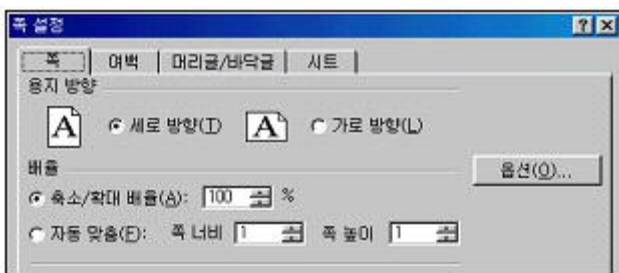 쪽 설정
쪽 여백 머리글/바닥글 시트
용지 방향
A 세로 방향(T) A 가로 방향(L)
배율
옵션(O)...
축소/확대 배율(A): 100 %
자동 맞춤(F): 쪽 너비 1 쪽 높이 1